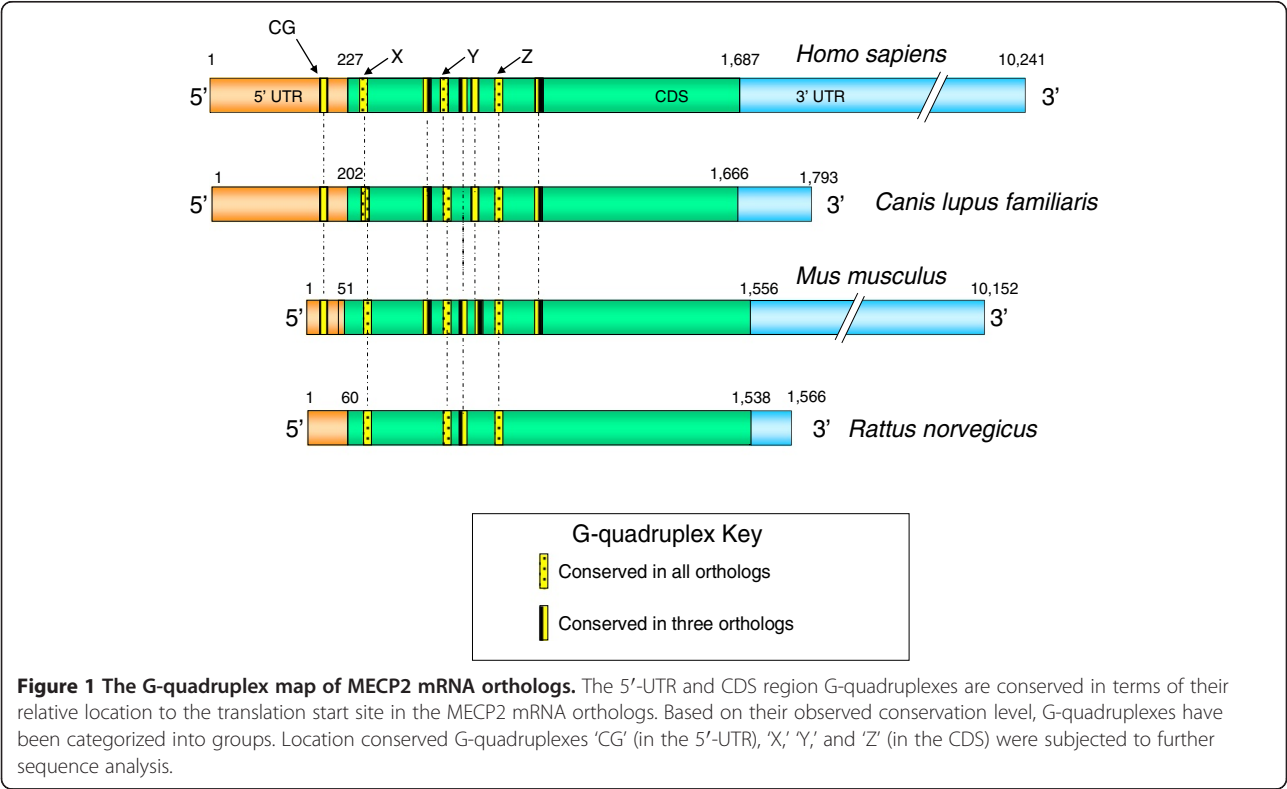 CG
1 227 X Y Z 1,687 Homo sapiens 10,241
5’ 5’ UTR CDS 3’ UTR 3’
1 202 1,666 1,793
5’ 3’ Canis lupus familiaris
Mus musculus
1 51 1,556 10,152
5’ 3’
1 60 1,538 1,566
5’ 3’ Rattus norvegicus
G-quadruplex Key
Conserved in all orthologs
Conserved in three orthologs
Figure 1 The G-quadruplex map of MECP2 mRNA orthologs. The 5′-UTR and CDS region G-quadruplexes are conserved in terms of their
relative location to the translation start site in the MECP2 mRNA orthologs. Based on their observed conservation level, G-quadruplexes have
been categorized into groups. Location conserved G-quadruplexes ‘CG’ (in the 5′-UTR), ‘X,’ ‘Y,’ and ‘Z’ (in the CDS) were subjected to further
sequence analysis.